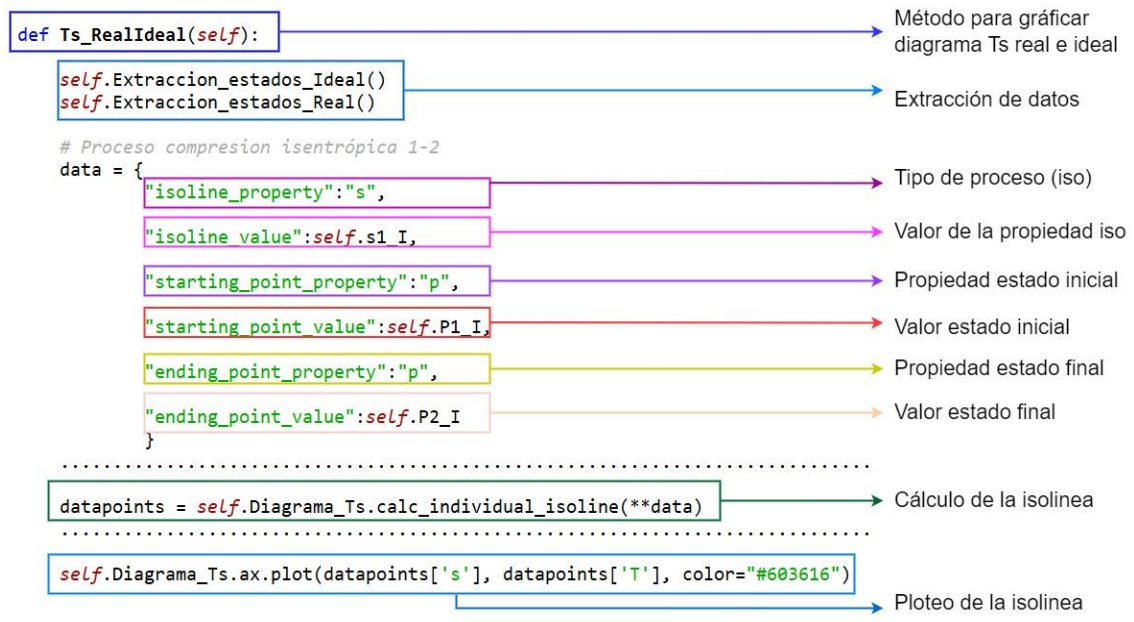 def Ts_RealIdeal(self):
Método para gráficar
diagrama Ts real e ideal
self.Extraccion_estados_Ideal()
self.Extraccion_estados_Real()
Extracción de datos
# Proceso compresion isentrópica 1-2
data = {
"isoline_property":"s",
Tipo de proceso (iso)
"isoline_value":self.s1_I,
Valor de la propiedad iso
"starting_point_property":"p",
Propiedad estado inicial
"starting_point_value":self.P1_I,
Valor estado inicial
"ending_point_property":"p",
Propiedad estado final
"ending_point_value":self.P2_I
Valor estado final
}
datapoints = self.Diagrama_Ts.calc_individual_isoline(**data)
Cálculo de la isolinea
self.Diagrama_Ts.ax.plot(datapoints['s'], datapoints['T'], color="#603616")
Ploteo de la isolinea